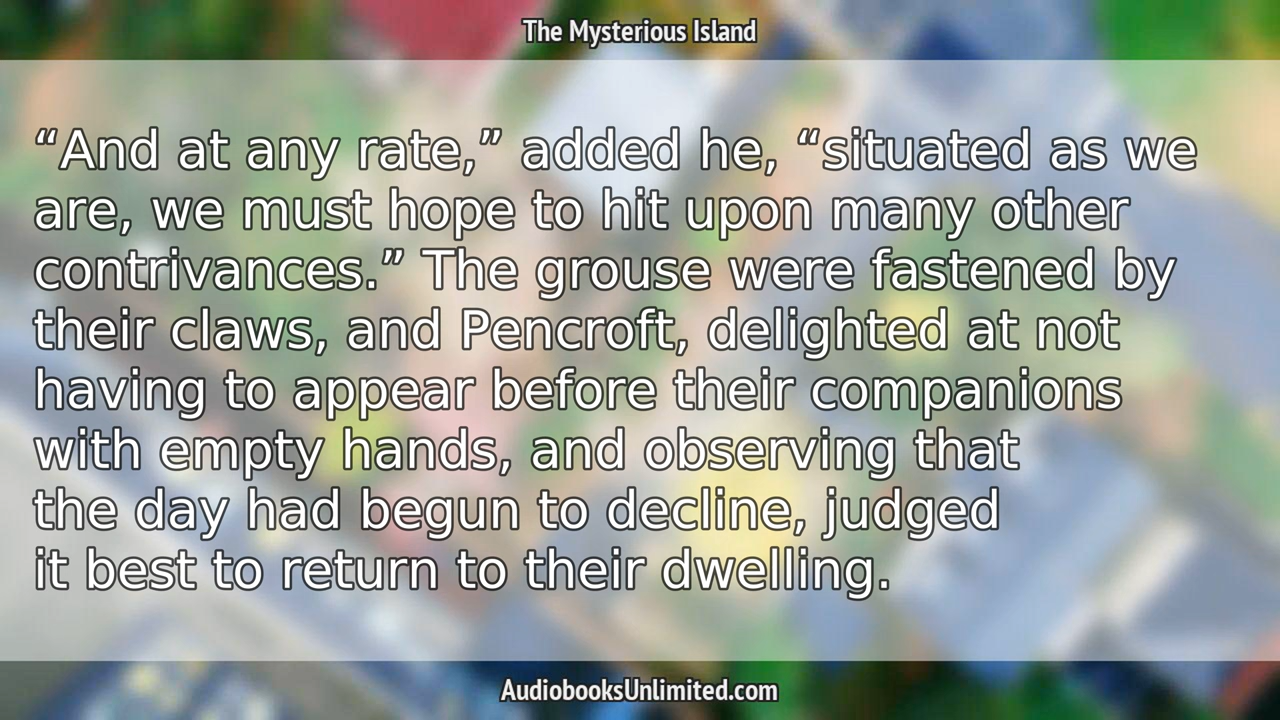 The Mysterious Island
“And at any rate,” added he, “situated as we
are, we must hope to hit upon many other
contrivances.” The grouse were fastened by
their claws, and Pencroft, delighted at not
having to appear before their companions
with empty hands, and observing that
the day had begun to decline, judged
it best to return to their dwelling.
AudiobooksUnlimited.com